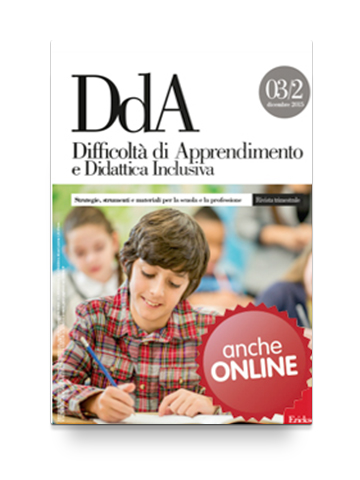 DdA
03/2
dicembre 2015
Difficoltà di Apprendimento
e Didattica Inclusiva
Strategie, strumenti e materiali per la scuola e la professione
Rivista trimestrale
anche
ONLINE